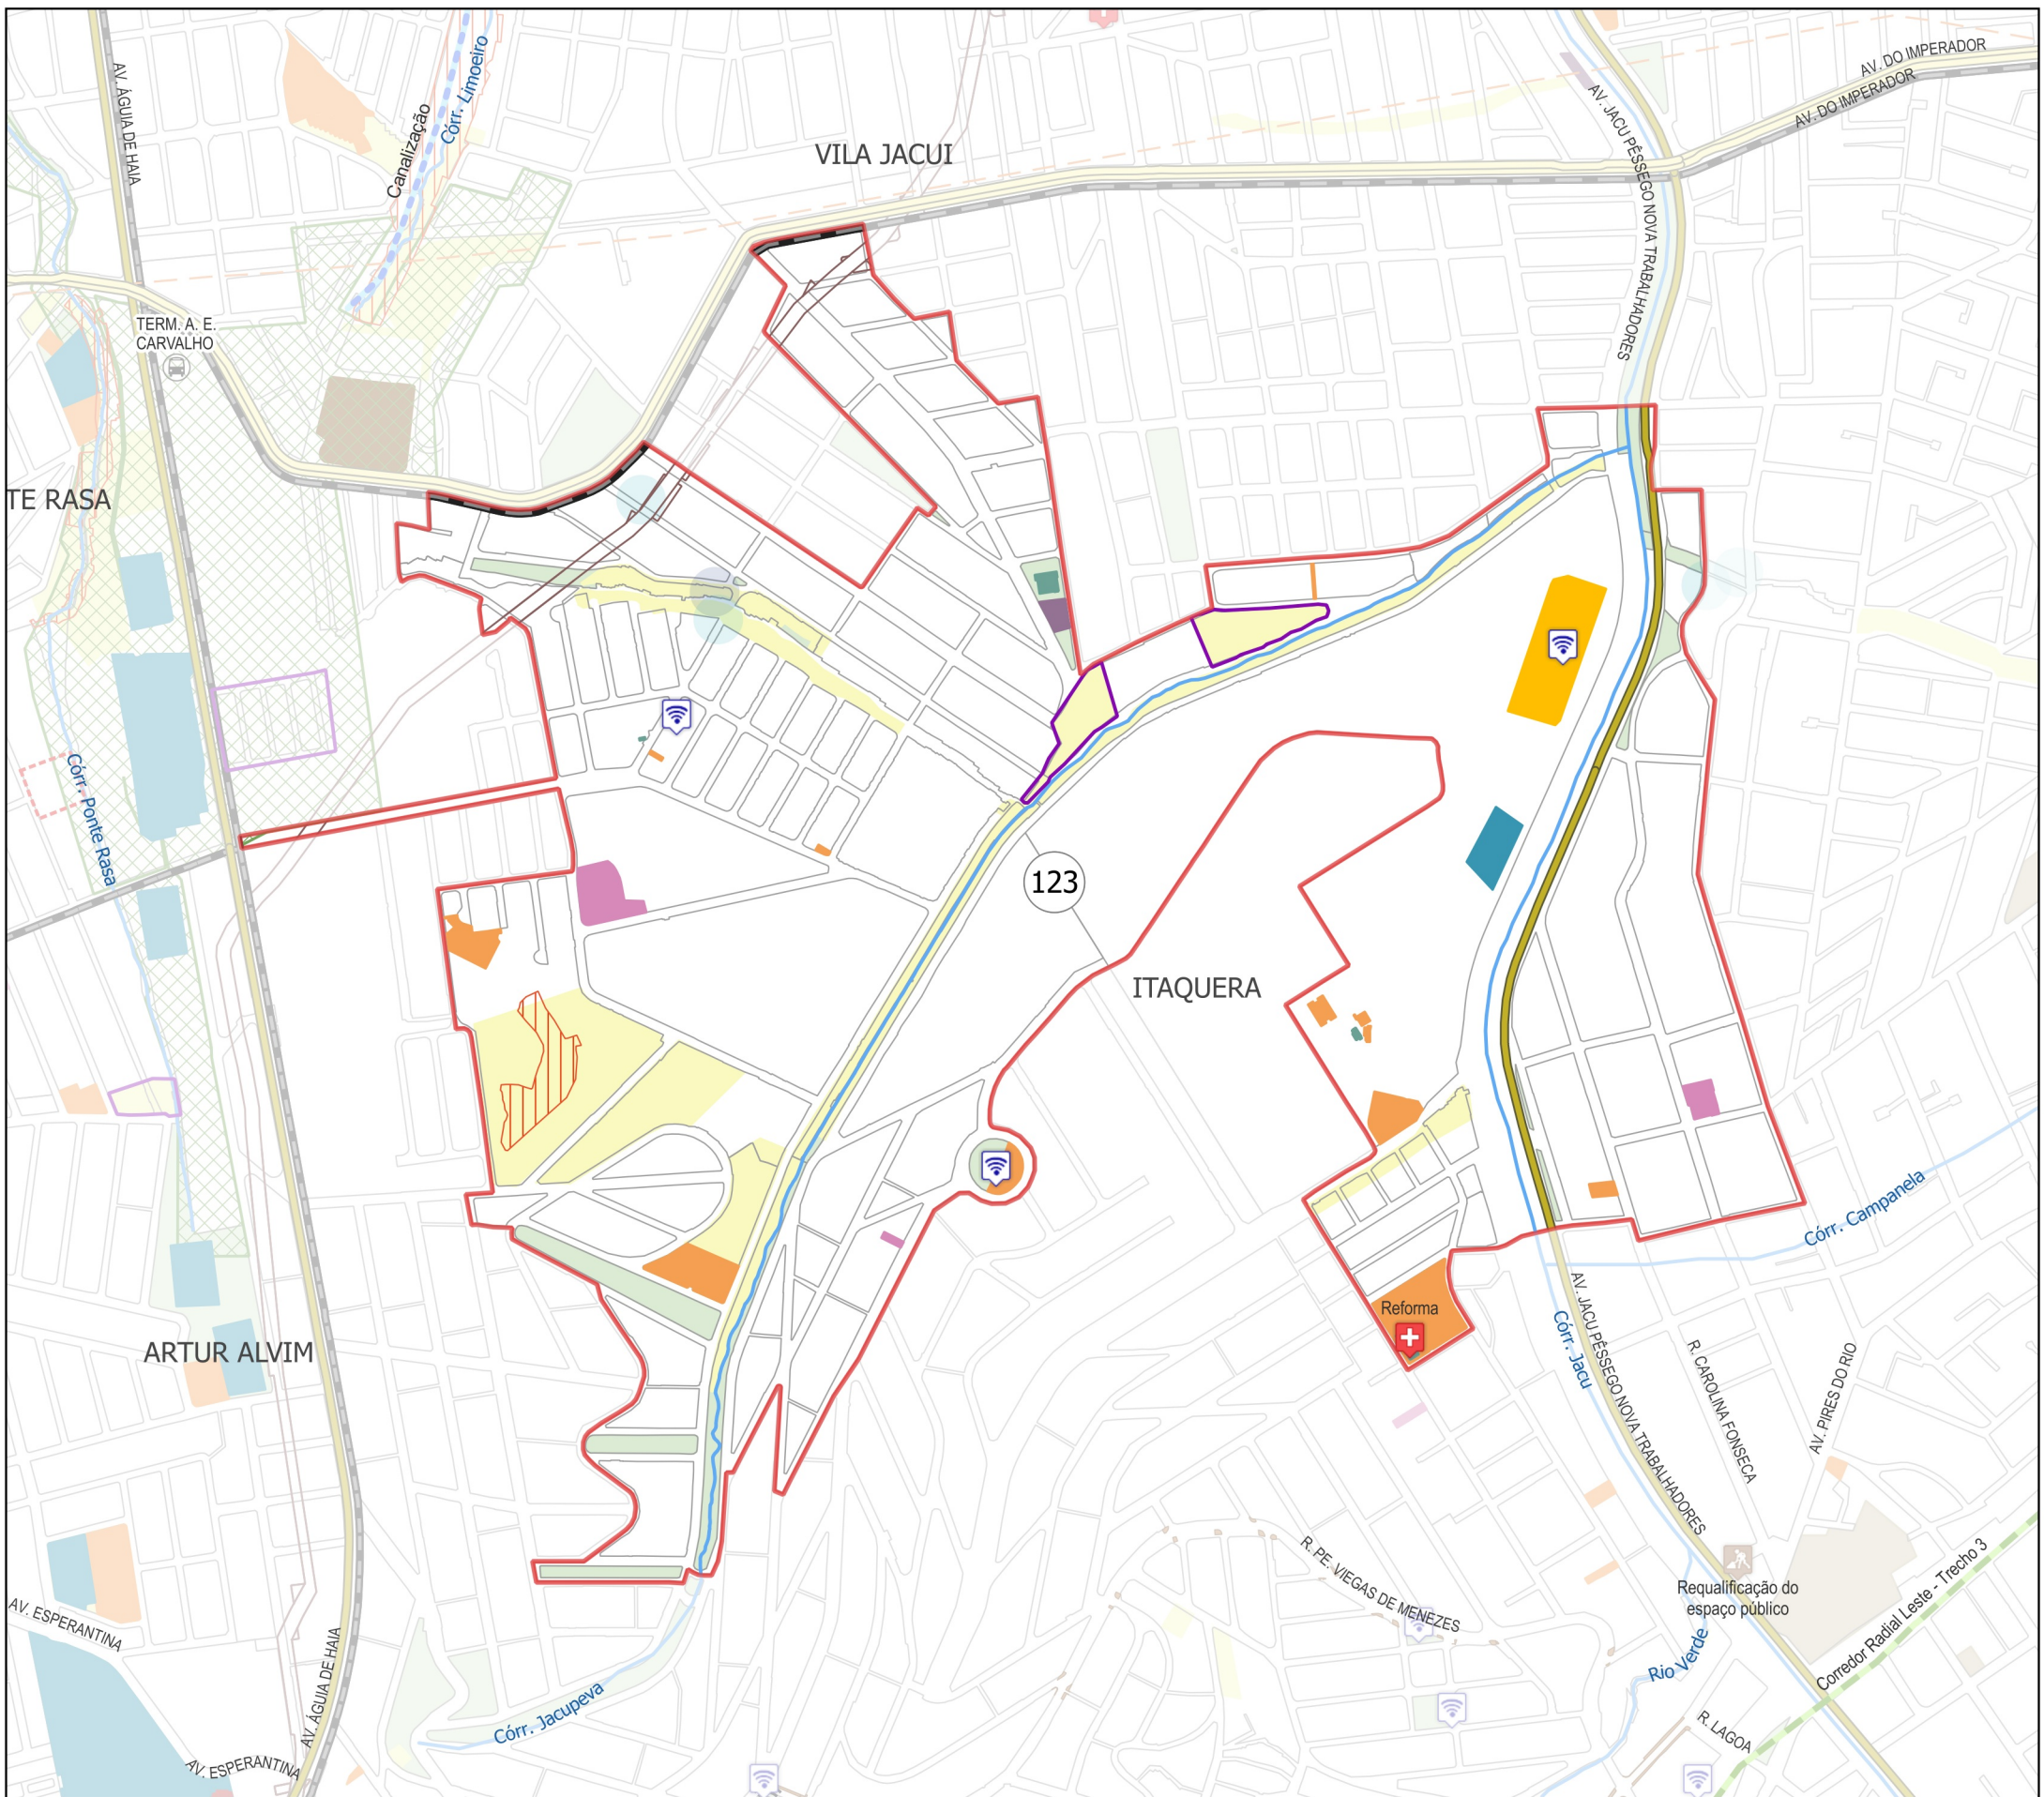 AV. ÁGUIA DE HAIA
Canalização
Córr. Limoeiro
VILA JACUI
AV. DO IMPERADOR
AV. DO IMPERADOR
AV. JACU PÊSSEGO NOVA TRABALHADORES
TERM. A. E.
CARVALHO
TE RASA
Córr. Ponte Rasa
123
ITAQUERA
Córr. Campanela
Reforma
ARTUR ALVIM
Córr. Jacu
AV. JACU PÊSSEGO NOVA TRABALHADORES
R. CAROLINA FONSECA
AV. PIRES DO RIO
R. PE. VIEGAS DE MENEZES
Requalificação do
espaço público
Corredor Radial Leste - Trecho 3
Rio Verde
R. LAGOA
AV. ESPERANTINA
AV. ÁGUIA DE HAIA
Córr. Jacupeva
AV. ESPERANTINA